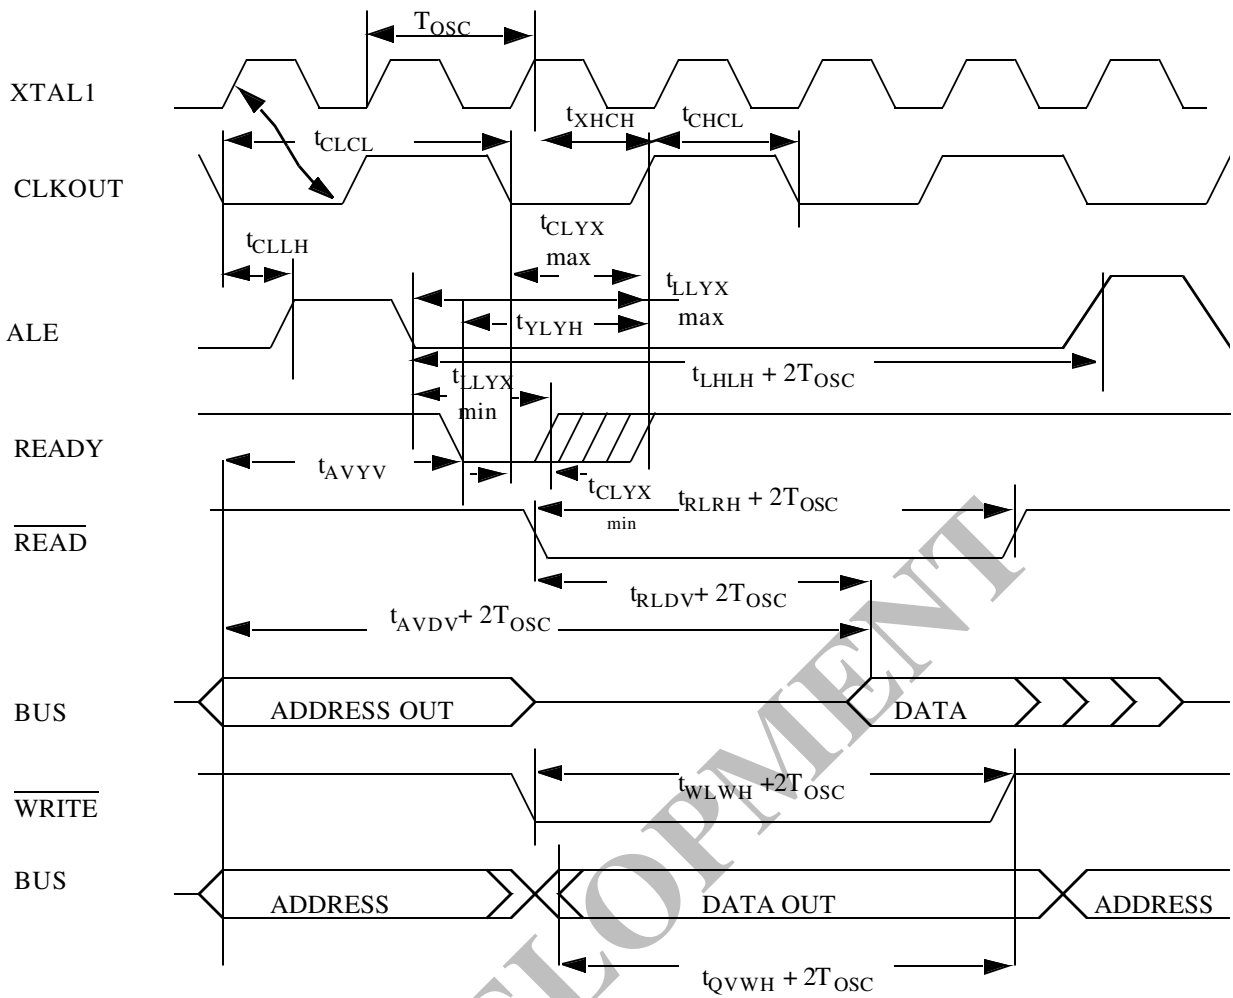 TOSC
XTAL1
tXHCH
tCHCL
tCLCL
CLKOUT
tCLYX
max
tCLLH
tLLYX
max
tYLYH
ALE
tLHLH + 2TOSC
tLLYX
min
READY
tAVYV
tCLYX
min
tRLRH + 2TOSC
READ
tRLDV+ 2TOSC
tAVDV+ 2TOSC
BUS
ADDRESS OUT
DATA
tWLWH +2TOSC
WRITE
BUS
ADDRESS
DATA OUT
ADDRESS
tQVWH + 2TOSC
ELOPMENT